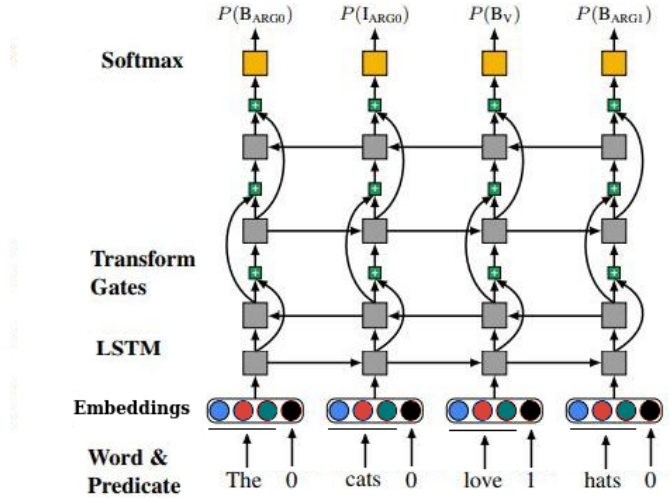 P(B_ARG0) P(I_ARG0) P(B_V) P(B_ARG1)
Softmax
+ + + +
+ + + +
Transform
Gates
+ + + +
LSTM
Embeddings
Word &
Predicate
The 0 cats 0 love 1 hats 0